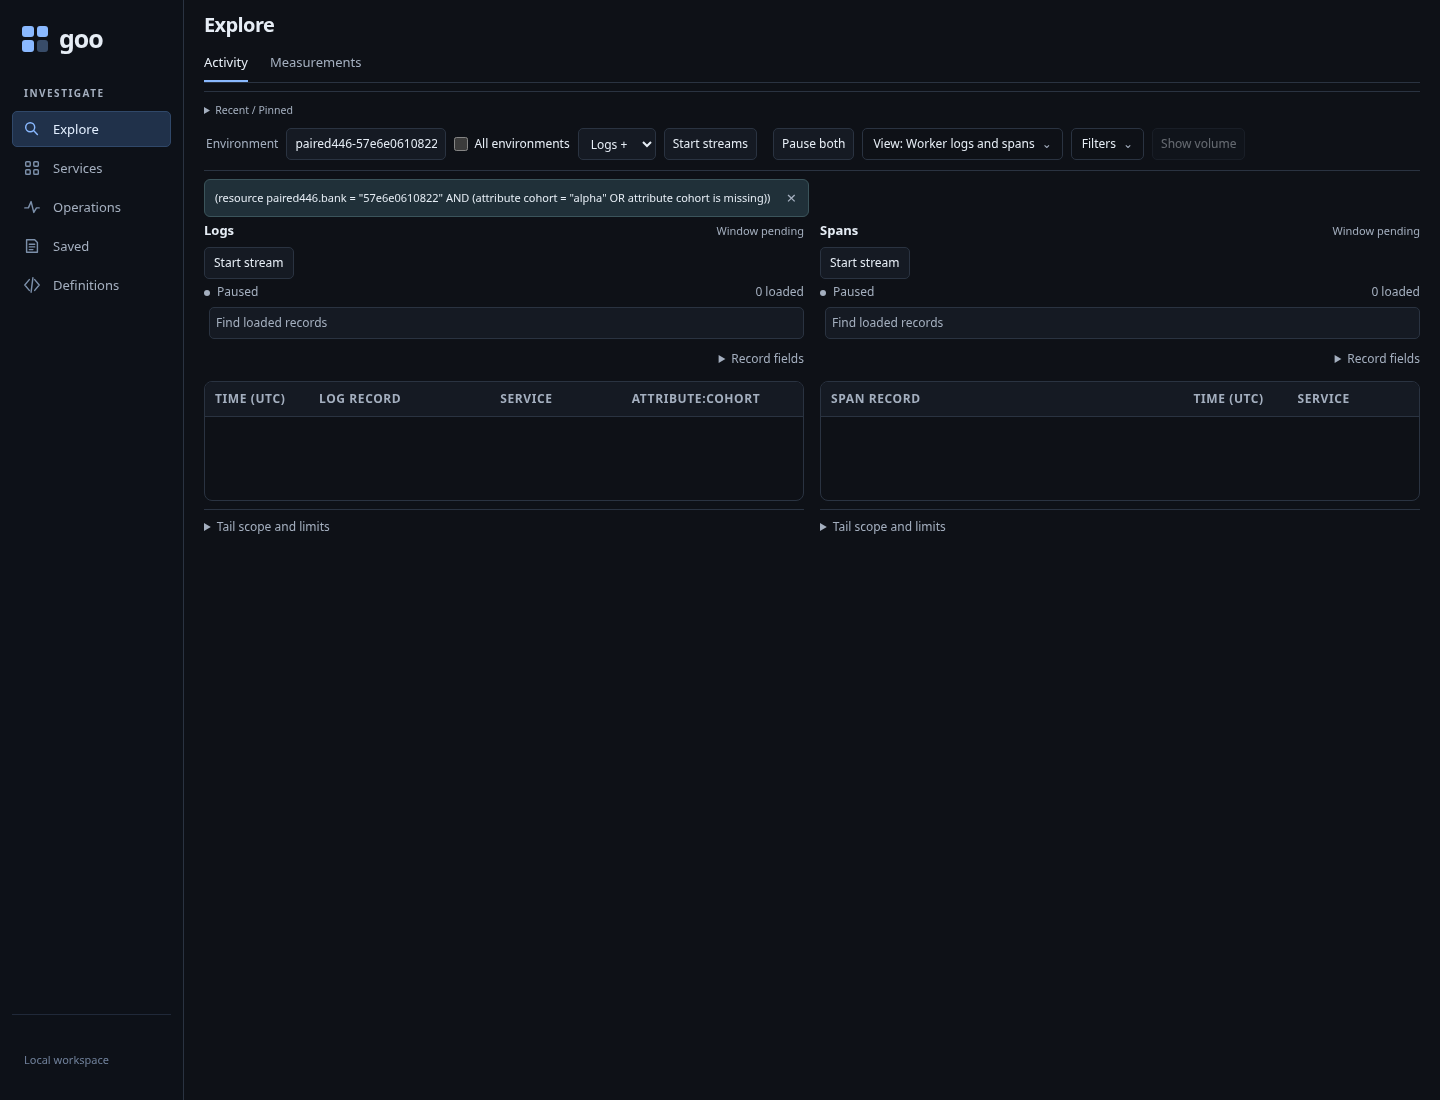 goo
INVESTIGATE
Explore
Services
Operations
Saved
Definitions
Local workspace
Explore
Activity Measurements
Recent / Pinned
Environment paired446-57e6e0610822 All environments Logs + Start streams Pause both View: Worker logs and spans Filters Show volume
(resource paired446.bank = "57e6e0610822" AND (attribute cohort = "alpha" OR attribute cohort is missing)) ✕
Logs Window pending
Start stream
Paused 0 loaded
Find loaded records
Record fields
TIME (UTC) LOG RECORD SERVICE ATTRIBUTE:COHORT
Tail scope and limits
Spans Window pending
Start stream
Paused 0 loaded
Find loaded records
Record fields
SPAN RECORD TIME (UTC) SERVICE
Tail scope and limits